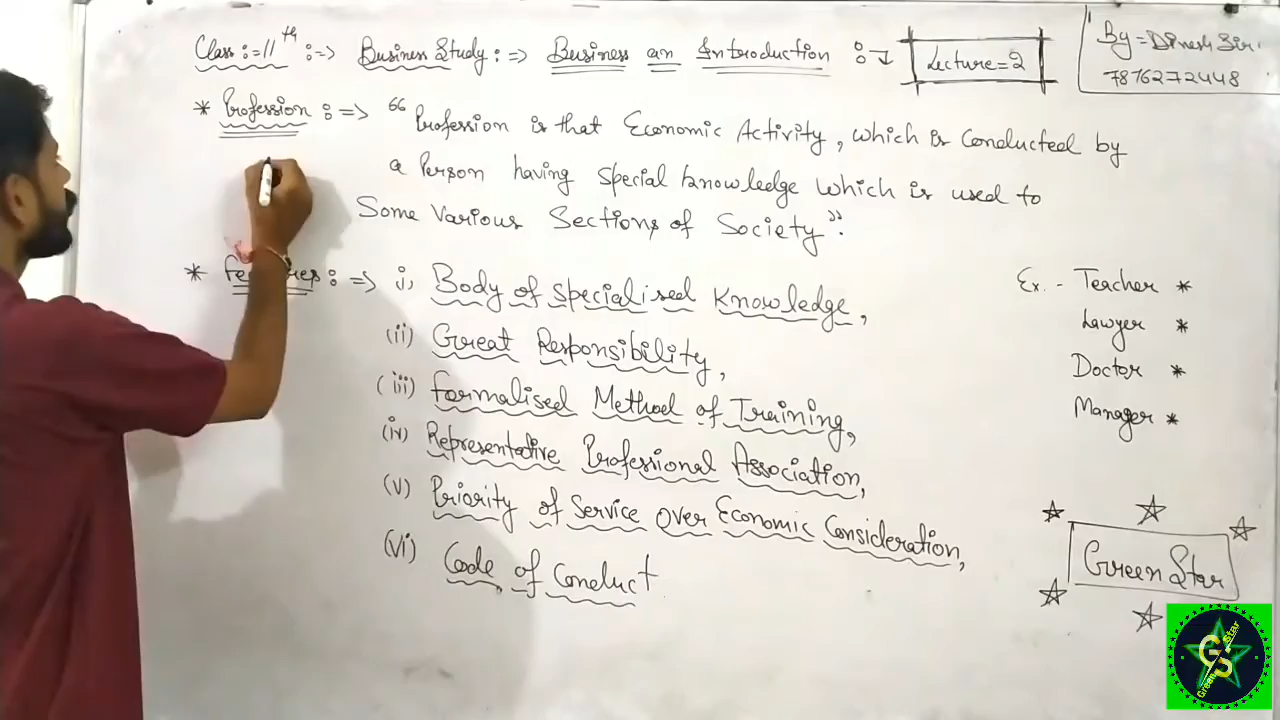 Class :=11th :=> Business Study :=> Business an Introduction :
Lecture=2
By=Dinesh Sir
7876272448
* Profession :=> "Profession is that Economic Activity, which is conducted by
a Person having Special knowledge which is used to
Some Various Sections of Society".
* Features :=> i, Body of Specialised Knowledge,
(ii) Great Responsibility,
(iii) Formalised Method of Training,
(iv) Representative Professional Association,
(v) Priority of Service Over Economic Consideration,
(vi) Code of Conduct
Ex. - Teacher *
Lawyer *
Doctor *
Manager *
Green Star
GS
Green Star